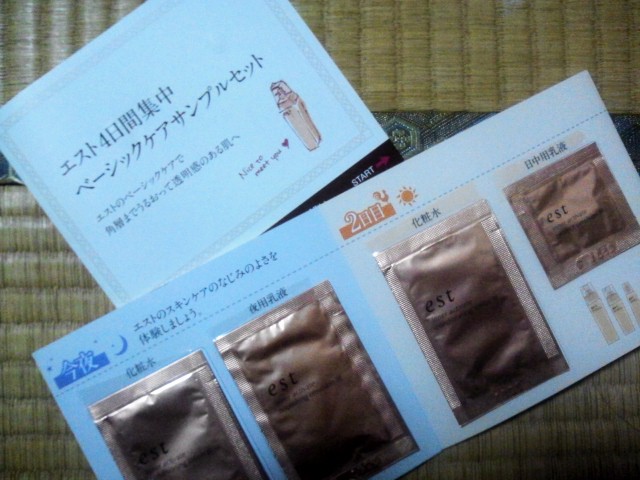 エスト4日間集中
ベーシックケアサンプルセット
エストのベーシックケアで
角層までうるおって透明感のある肌へ
Nice to
meet you
START
2日目
化粧水
日中用乳液
est
est
エストのスキンケアのなじみのよさを
体験しましょう。
今夜
化粧水
夜用乳液
est
est